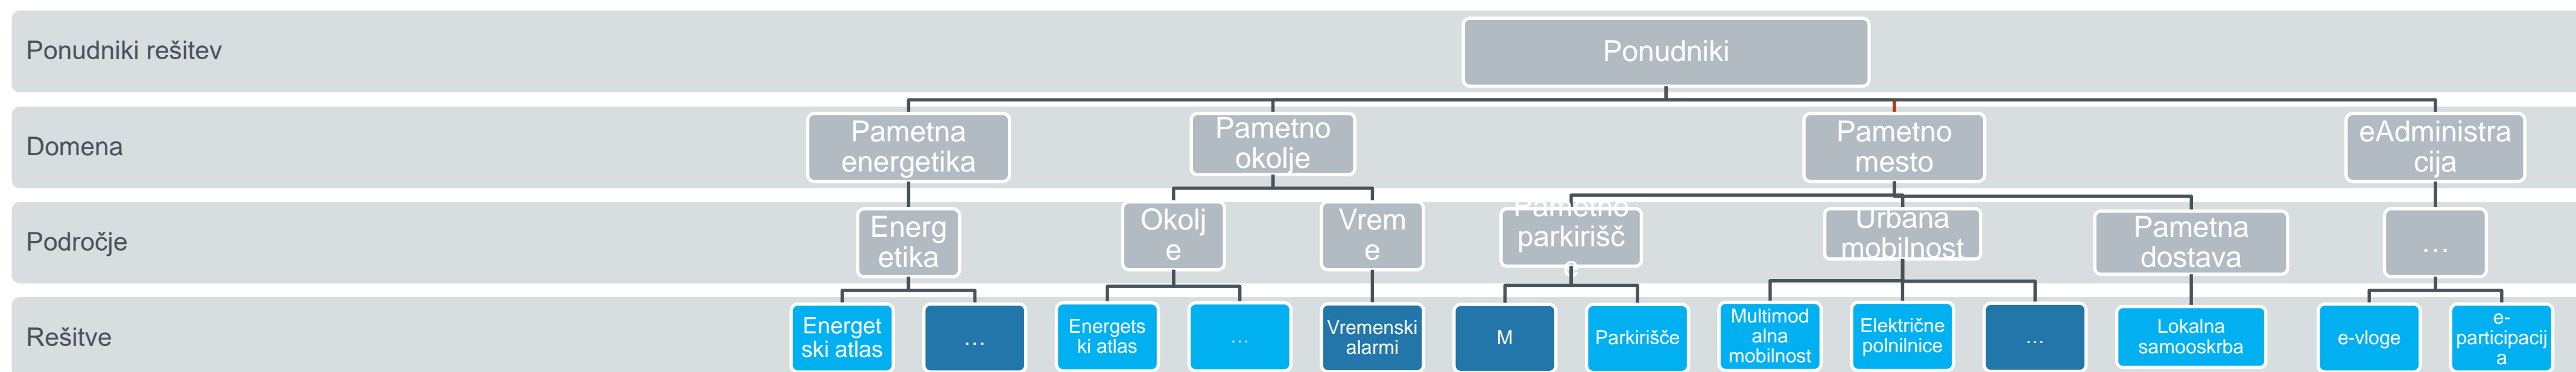 Ponudniki rešitev
Ponudniki
Domena
Pametna
energetika
Pametno
okolje
Pametno
mesto
eAdministra
cija
Področje
Energ
etika
Okolj
e
Vrem
e
Pametno
parkirišč
e
Urbana
mobilnost
Pametna
dostava
…
Rešitve
Energet
ski atlas
…
Energets
ki atlas
…
Vremenski
alarmi
M
Parkirišče
Multimod
alna
mobilnost
Električne
polnilnice
…
Lokalna
samooskrba
e-vloge
e-
participacij
a